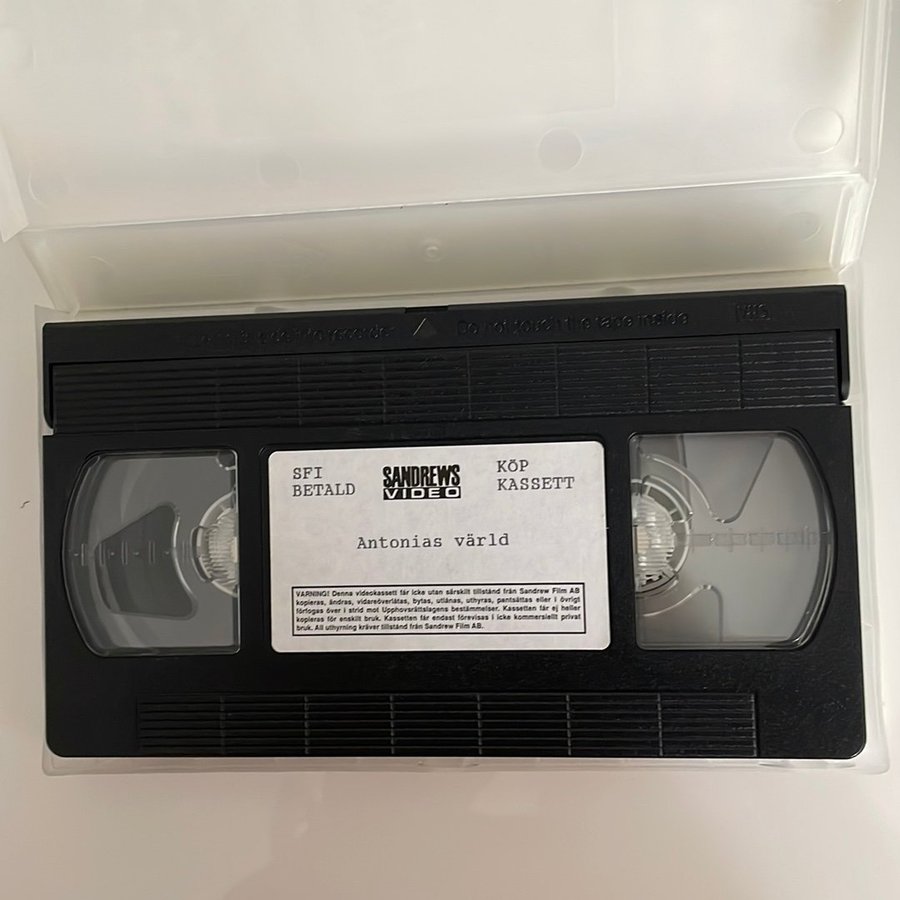 Do not touch the tape inside
VHS
SFI
BETALD
SANDREWS
VIDEO
KÖP
KASSETT
Antonias värld
VARNING! Denna videokassett får icke utan särskilt tillstånd från Sandrew Film AB
kopieras, ändras, vidareöverlåtas, bytas, utlånas, uthyras, pantsättas eller i övrigt
förfogas över i strid mot Upphovsrättslagens bestämmelser. Kassetten får ej heller
kopieras för enskilt bruk. Kassetten får endast förevisas i icke kommersiellt privat
bruk. All uthyrning kräver tillstånd från Sandrew Film AB.